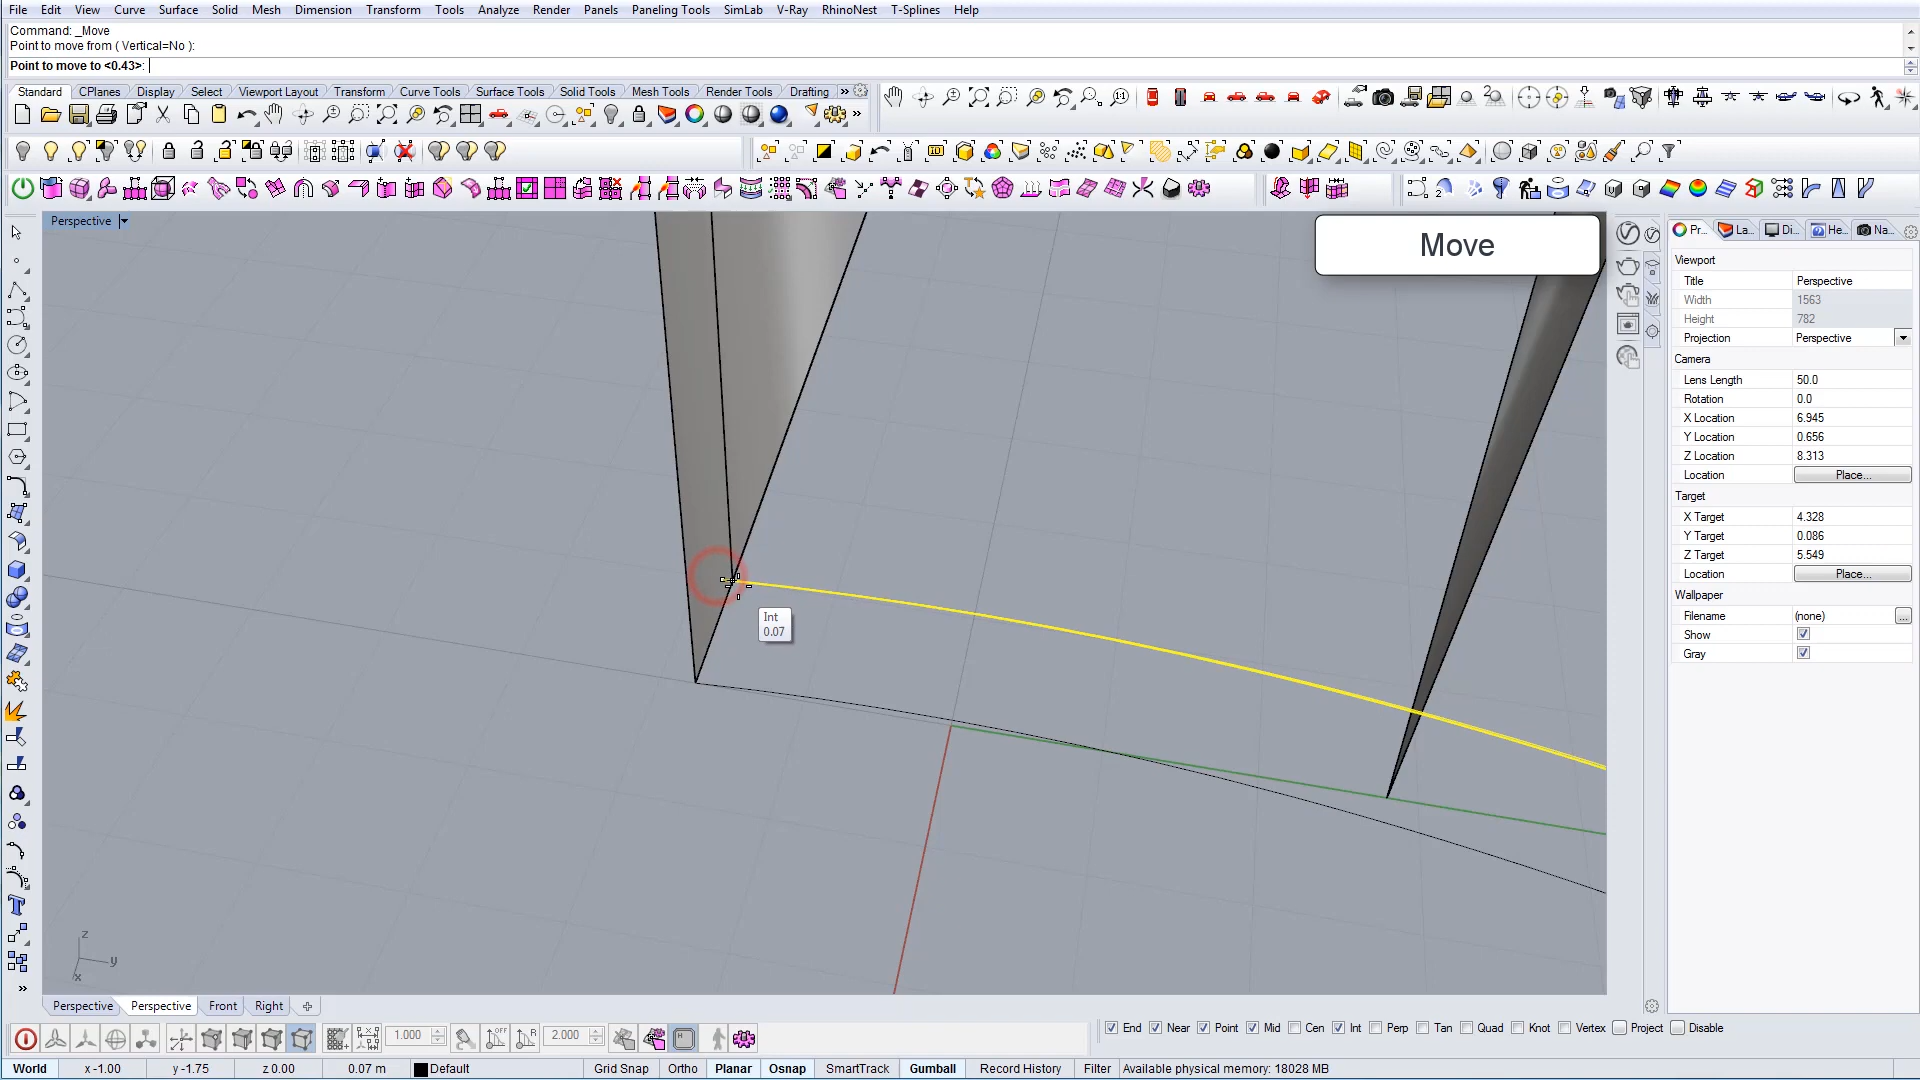 File Edit View Curve Surface Solid Mesh Dimension Transform Tools Analyze Render Panels Paneling Tools SimLab V-Ray RhinoNest T-Splines Help
Command: _Move
Point to move from ( Vertical=No ):
Point to move to <0.43>:
Standard CPlanes Display Select Viewport Layout Transform Curve Tools Surface Tools Solid Tools Mesh Tools Render Tools Drafting »
Perspective
Move
Pr... La... Di... He... Na...
Viewport
Title Perspective
Width 1563
Height 782
Projection Perspective
Camera
Lens Length 50.0
Rotation 0.0
X Location 6.945
Y Location 0.656
Z Location 8.313
Location Place...
Target
X Target 4.328
Y Target 0.086
Z Target 5.549
Location Place...
Wallpaper
Filename (none) ...
Show
Gray
Int
0.07
z
y
x
Perspective Perspective Front Right
1.000 2.000
End Near Point Mid Cen Int Perp Tan Quad Knot Vertex Project Disable
World x -1.00 y -1.75 z 0.00 0.07 m Default Grid Snap Ortho Planar Osnap SmartTrack Gumball Record History Filter Available physical memory: 18028 MB